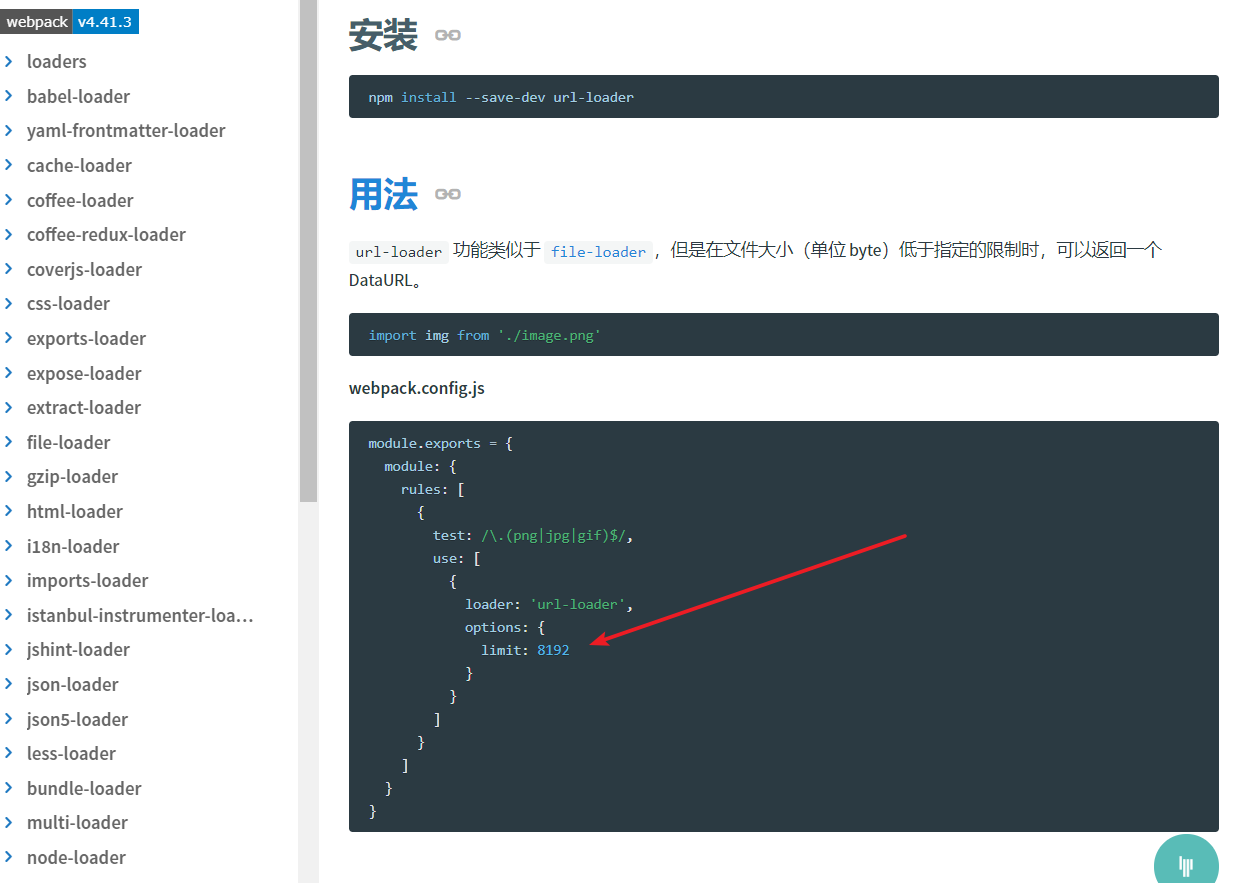 webpack v4.41.3
loaders
babel-loader
yaml-frontmatter-loader
cache-loader
coffee-loader
coffee-redux-loader
coverjs-loader
css-loader
exports-loader
expose-loader
extract-loader
file-loader
gzip-loader
html-loader
i18n-loader
imports-loader
istanbul-instrumenter-loa...
jshint-loader
json-loader
json5-loader
less-loader
bundle-loader
multi-loader
node-loader
安装
npm install --save-dev url-loader
用法
url-loader 功能类似于 file-loader，但是在文件大小（单位 byte）低于指定的限制时，可以返回一个
DataURL。
import img from './image.png'
webpack.config.js
module.exports = {
  module: {
    rules: [
      {
        test: /\.(png|jpg|gif)$/,
        use: [
          {
            loader: 'url-loader',
            options: {
              limit: 8192
            }
          }
        ]
      }
    ]
  }
}